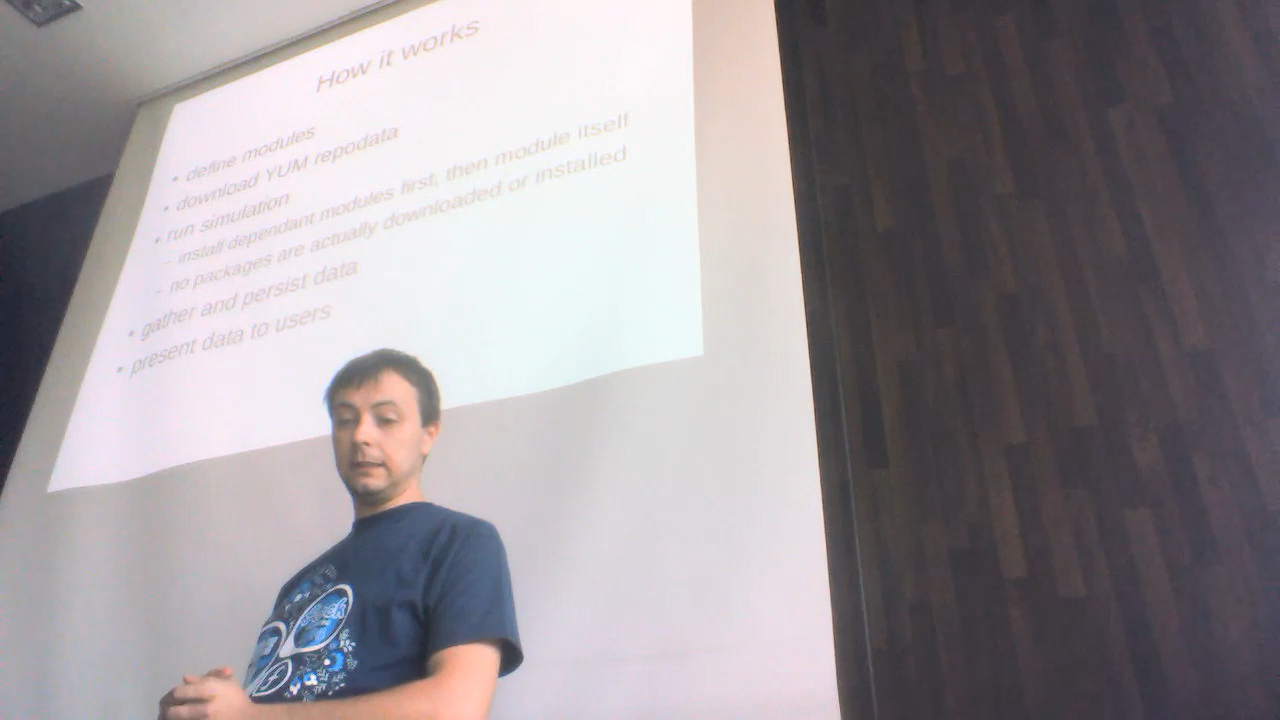 How it works
• define modules
• download YUM repodata
• run simulation
– install dependant modules first, then module itself
– no packages are actually downloaded or installed
• gather and persist data
• present data to users